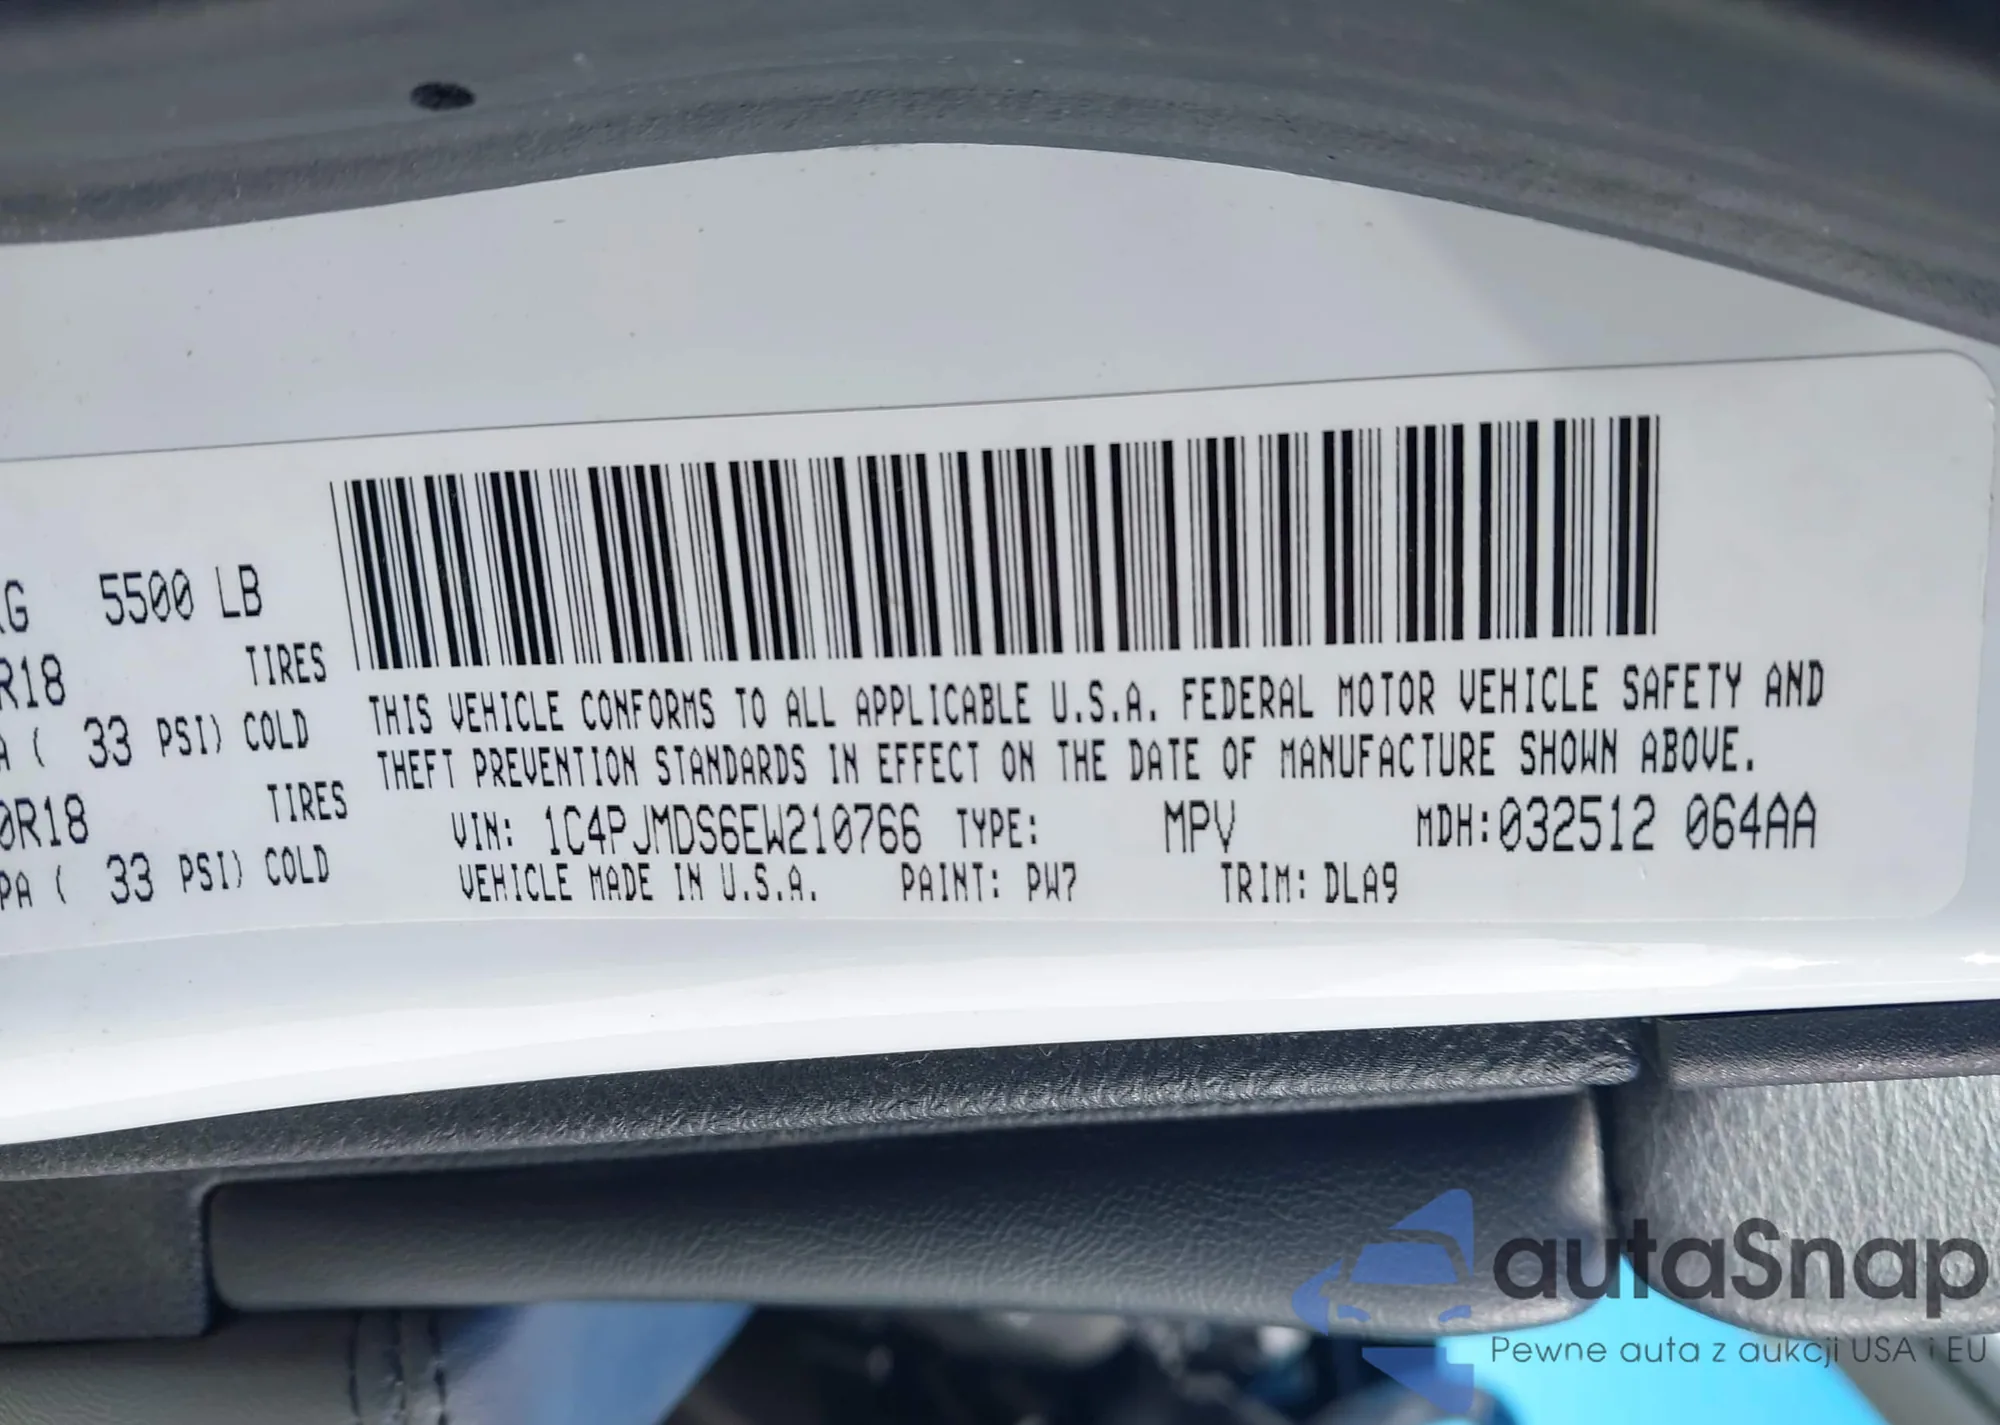 5500 LB
R18 TIRES
( 33 PSI) COLD
0R18 TIRES
PA ( 33 PSI) COLD
THIS VEHICLE CONFORMS TO ALL APPLICABLE U.S.A. FEDERAL MOTOR VEHICLE SAFETY AND
THEFT PREVENTION STANDARDS IN EFFECT ON THE DATE OF MANUFACTURE SHOWN ABOVE.
VIN: 1C4PJMDS6EW210766 TYPE: MPV MDH:032512 064AA
VEHICLE MADE IN U.S.A. PAINT: PW7 TRIM: DLA9
autaSnap
Pewne auta z aukcji USA i EU